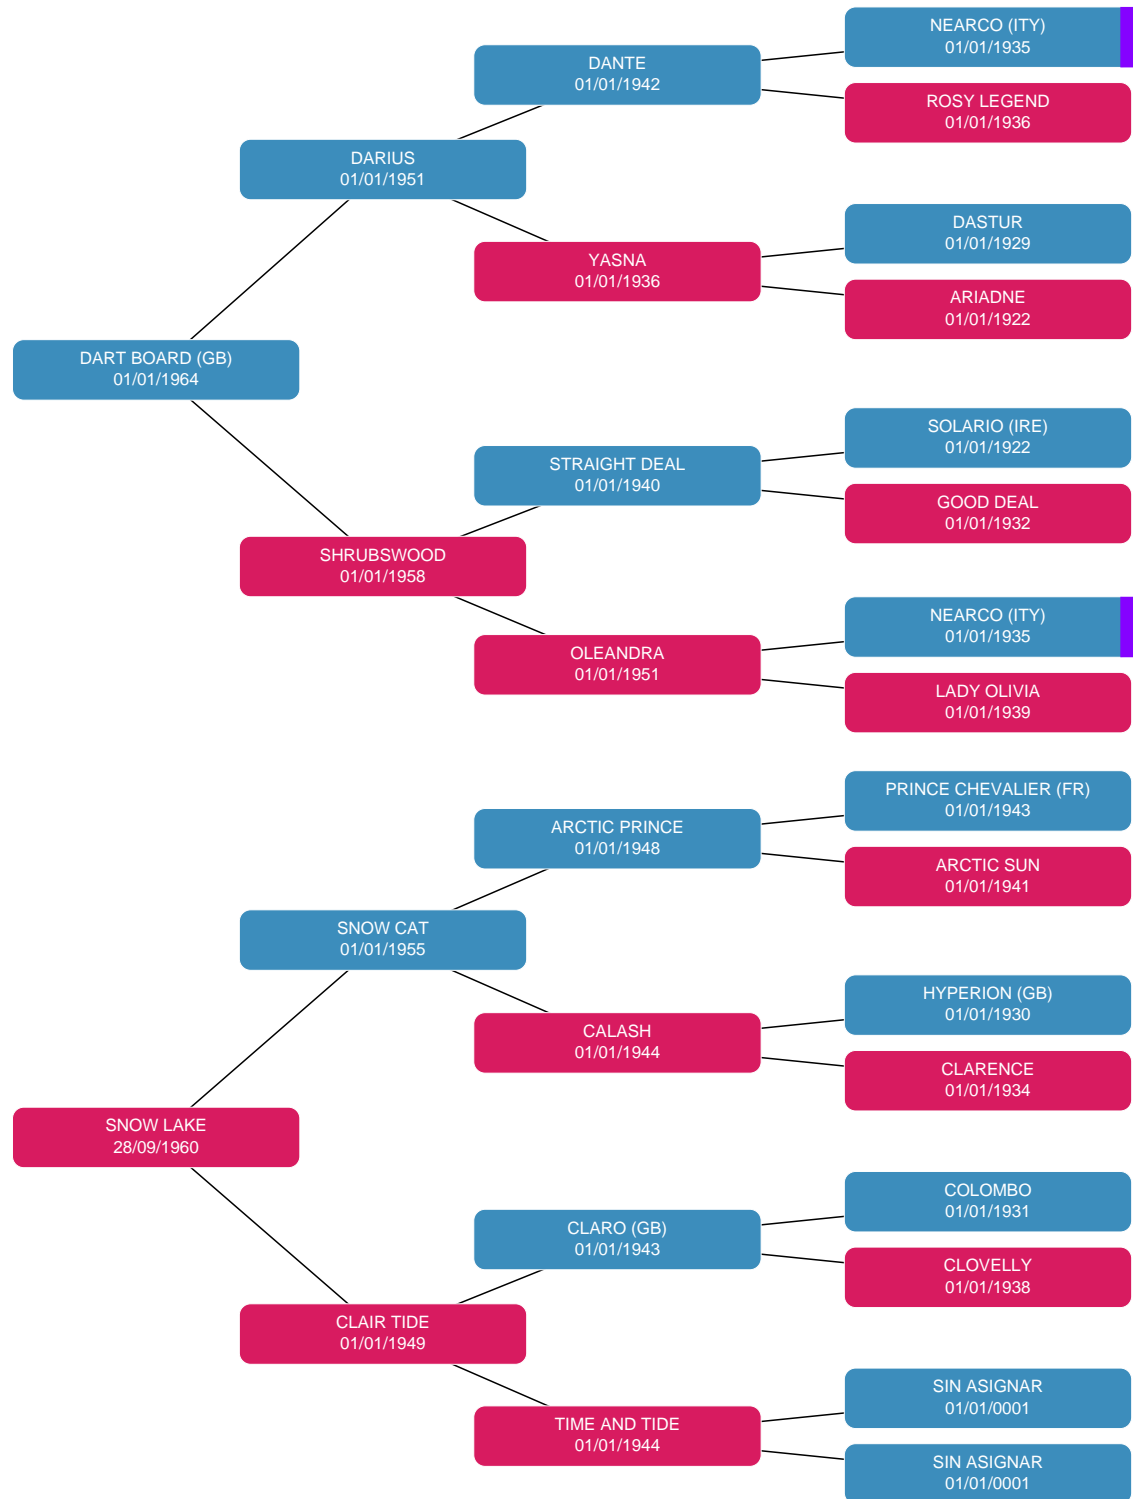 NEARCO (ITY)
01/01/1935
DANTE
01/01/1942
ROSY LEGEND
01/01/1936
DARIUS
01/01/1951
DASTUR
01/01/1929
YASNA
01/01/1936
ARIADNE
01/01/1922
DART BOARD (GB)
01/01/1964
SOLARIO (IRE)
01/01/1922
STRAIGHT DEAL
01/01/1940
GOOD DEAL
01/01/1932
SHRUBSWOOD
01/01/1958
NEARCO (ITY)
01/01/1935
OLEANDRA
01/01/1951
LADY OLIVIA
01/01/1939
PRINCE CHEVALIER (FR)
01/01/1943
ARCTIC PRINCE
01/01/1948
ARCTIC SUN
01/01/1941
SNOW CAT
01/01/1955
HYPERION (GB)
01/01/1930
CALASH
01/01/1944
CLARENCE
01/01/1934
SNOW LAKE
28/09/1960
COLOMBO
01/01/1931
CLARO (GB)
01/01/1943
CLOVELLY
01/01/1938
CLAIR TIDE
01/01/1949
SIN ASIGNAR
01/01/0001
TIME AND TIDE
01/01/1944
SIN ASIGNAR
01/01/0001